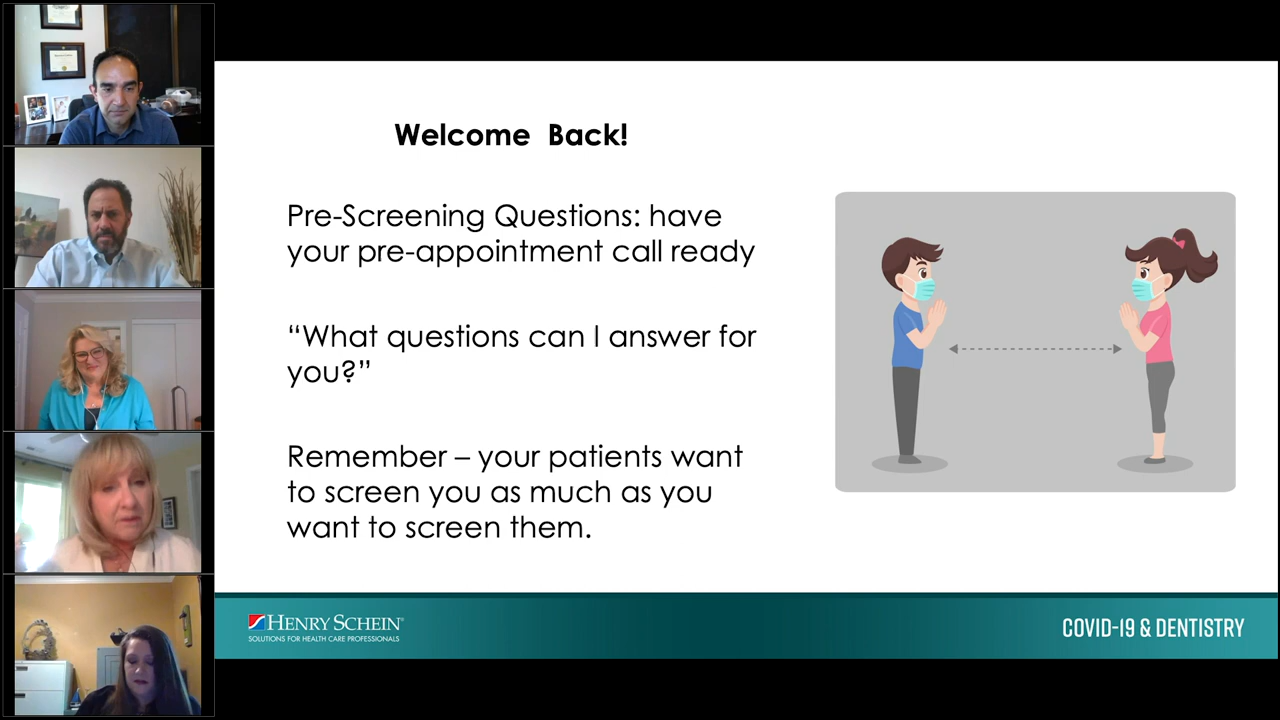 Welcome  Back!
Pre-Screening Questions: have
your pre-appointment call ready
“What questions can I answer for
you?”
Remember – your patients want
to screen you as much as you
want to screen them.
HENRY SCHEIN®
SOLUTIONS FOR HEALTH CARE PROFESSIONALS
COVID-19 & DENTISTRY